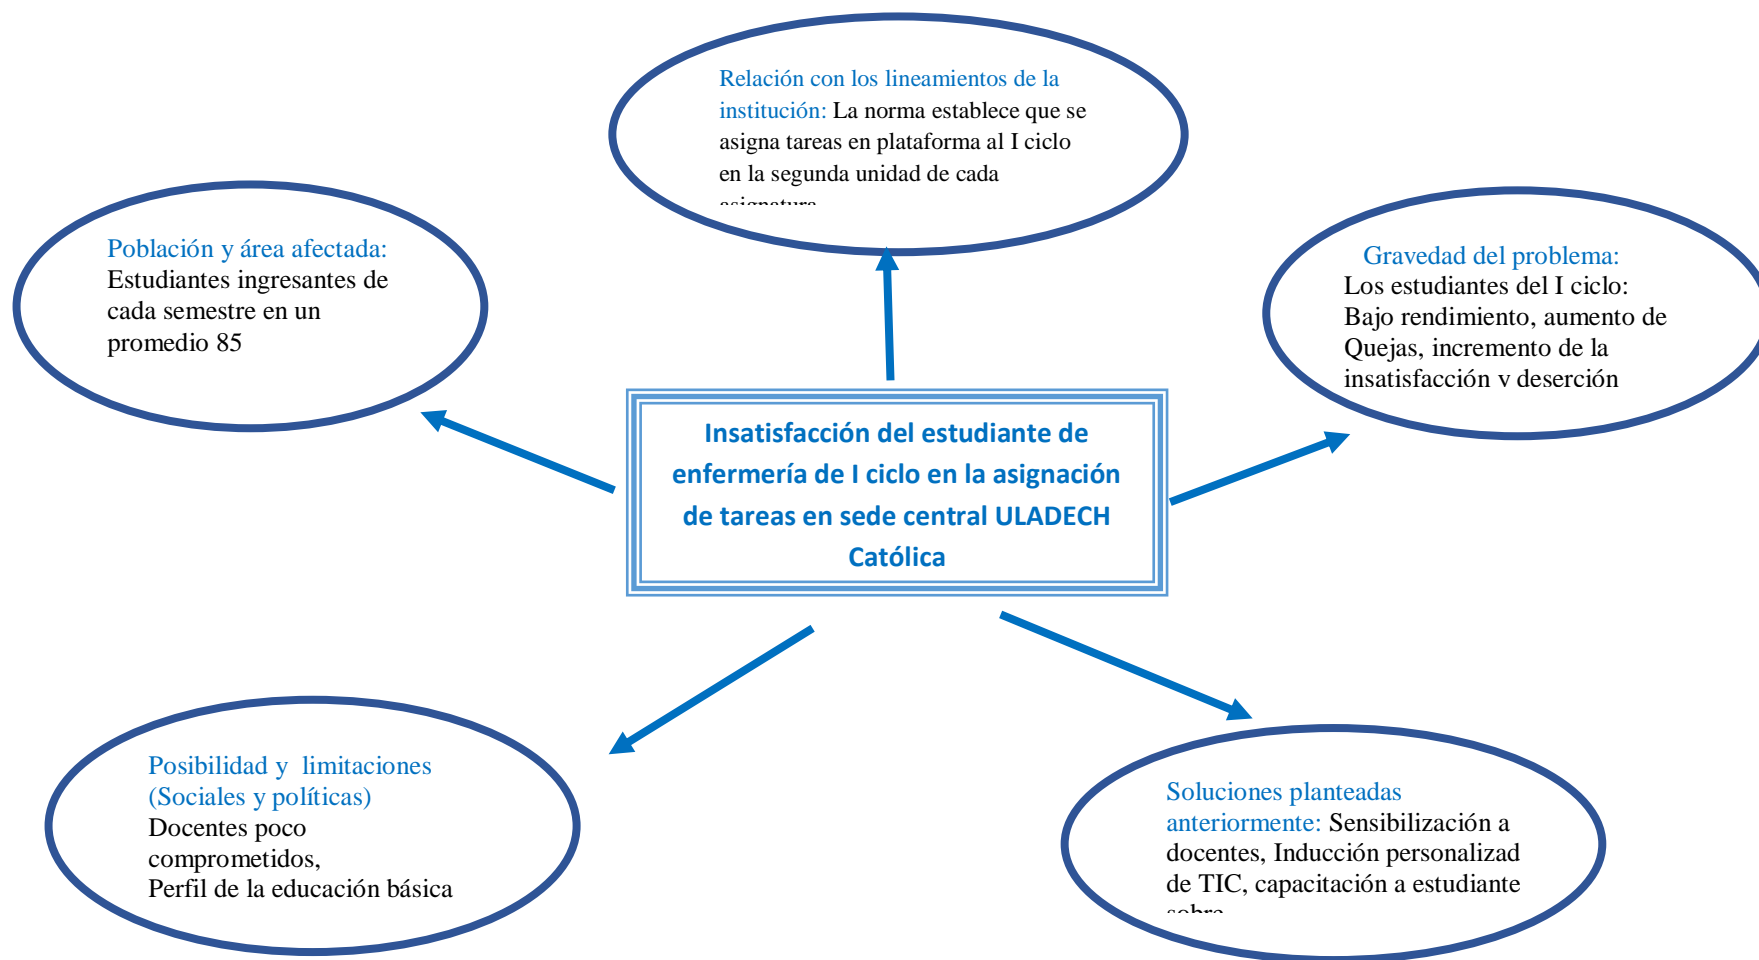 Relación con los lineamientos de la
institución: La norma establece que se
asigna tareas en plataforma al I ciclo
en la segunda unidad de cada
asignatura
Población y área afectada:
Estudiantes ingresantes de
cada semestre en un
promedio 85
Gravedad del problema:
Los estudiantes del I ciclo:
Bajo rendimiento, aumento de
Quejas, incremento de la
insatisfacción y deserción
Insatisfacción del estudiante de
enfermería de I ciclo en la asignación
de tareas en sede central ULADECH
Católica
Posibilidad y limitaciones
(Sociales y políticas)
Docentes poco
comprometidos,
Perfil de la educación básica
Soluciones planteadas
anteriormente: Sensibilización a
docentes, Inducción personalizad
de TIC, capacitación a estudiante
sobre